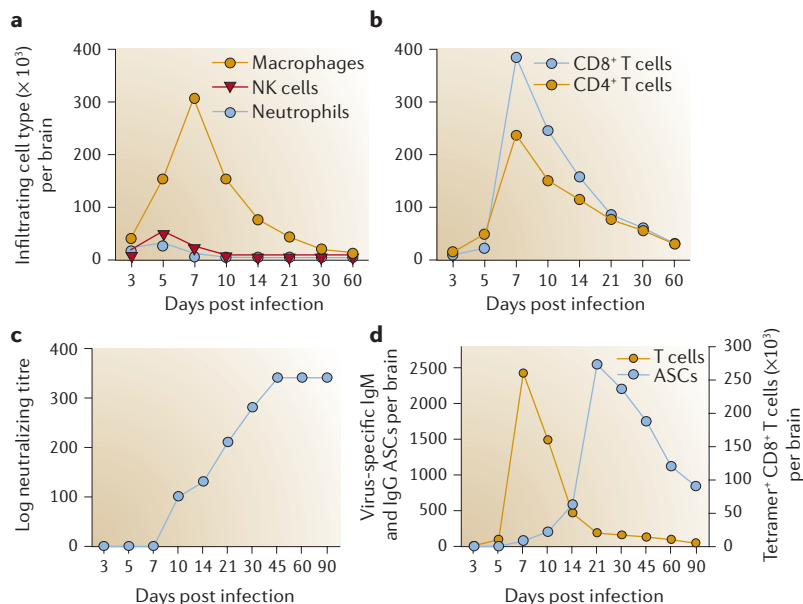 a
Infiltrating cell type (× 10³)
per brain
400
300
200
100
0
Macrophages
NK cells
Neutrophils
3 5 7 10 14 21 30 60
Days post infection
b
400
300
200
100
0
CD8⁺ T cells
CD4⁺ T cells
3 5 7 10 14 21 30 60
Days post infection
c
Log neutralizing titre
400
300
200
100
0
3 5 7 10 14 21 30 45 60 90
Days post infection
d
Virus-specific IgM
and IgG ASCs per brain
2500
2000
1500
1000
500
0
T cells
ASCs
300
250
200
150
100
50
0
Tetramer⁺ CD8⁺ T cells (×10³)
per brain
3 5 7 10 14 21 30 45 60 90
Days post infection